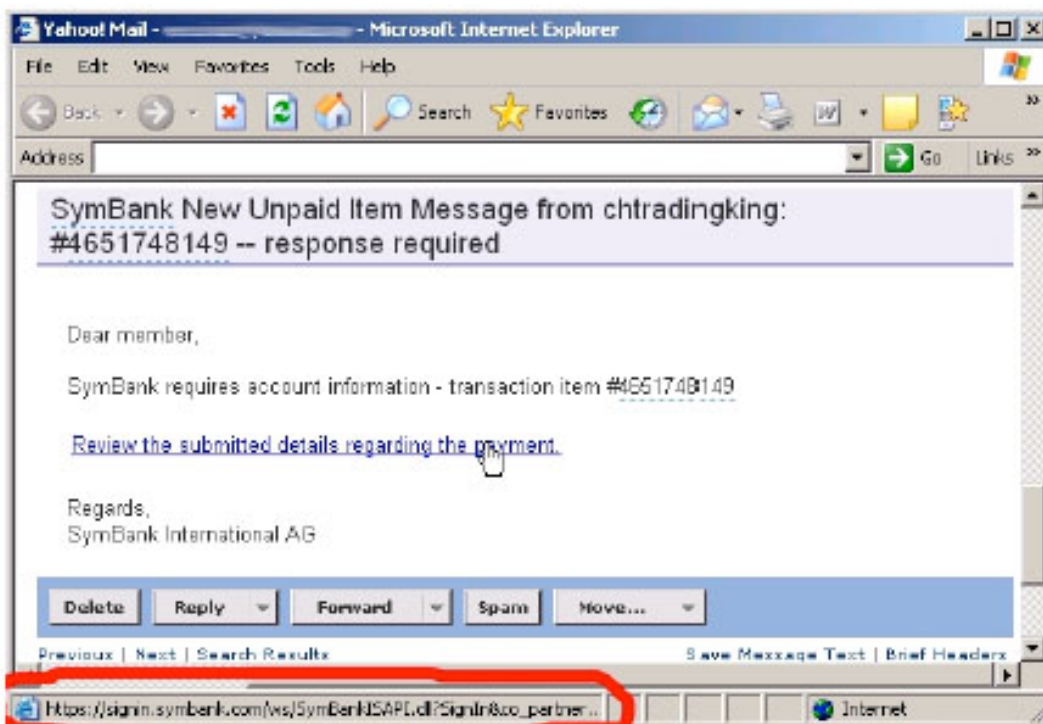 Yahoo! Mail - - Microsoft Internet Explorer
File Edit View Favorites Tools Help
Back Search Favorites
Address Go Links »
SymBank New Unpaid Item Message from chtradingking:
#4651748149 -- response required
Dear member,
SymBank requires account information - transaction item #4651748149
Review the submitted details regarding the payment.
Regards,
SymBank International AG
Delete Reply Forward Spam Move...
Previous | Next | Search Results Save Message Text | Brief Headers
https://signin.symbank.com/ws/SymBankISAPI.dll?SignIn&co_partner... Internet